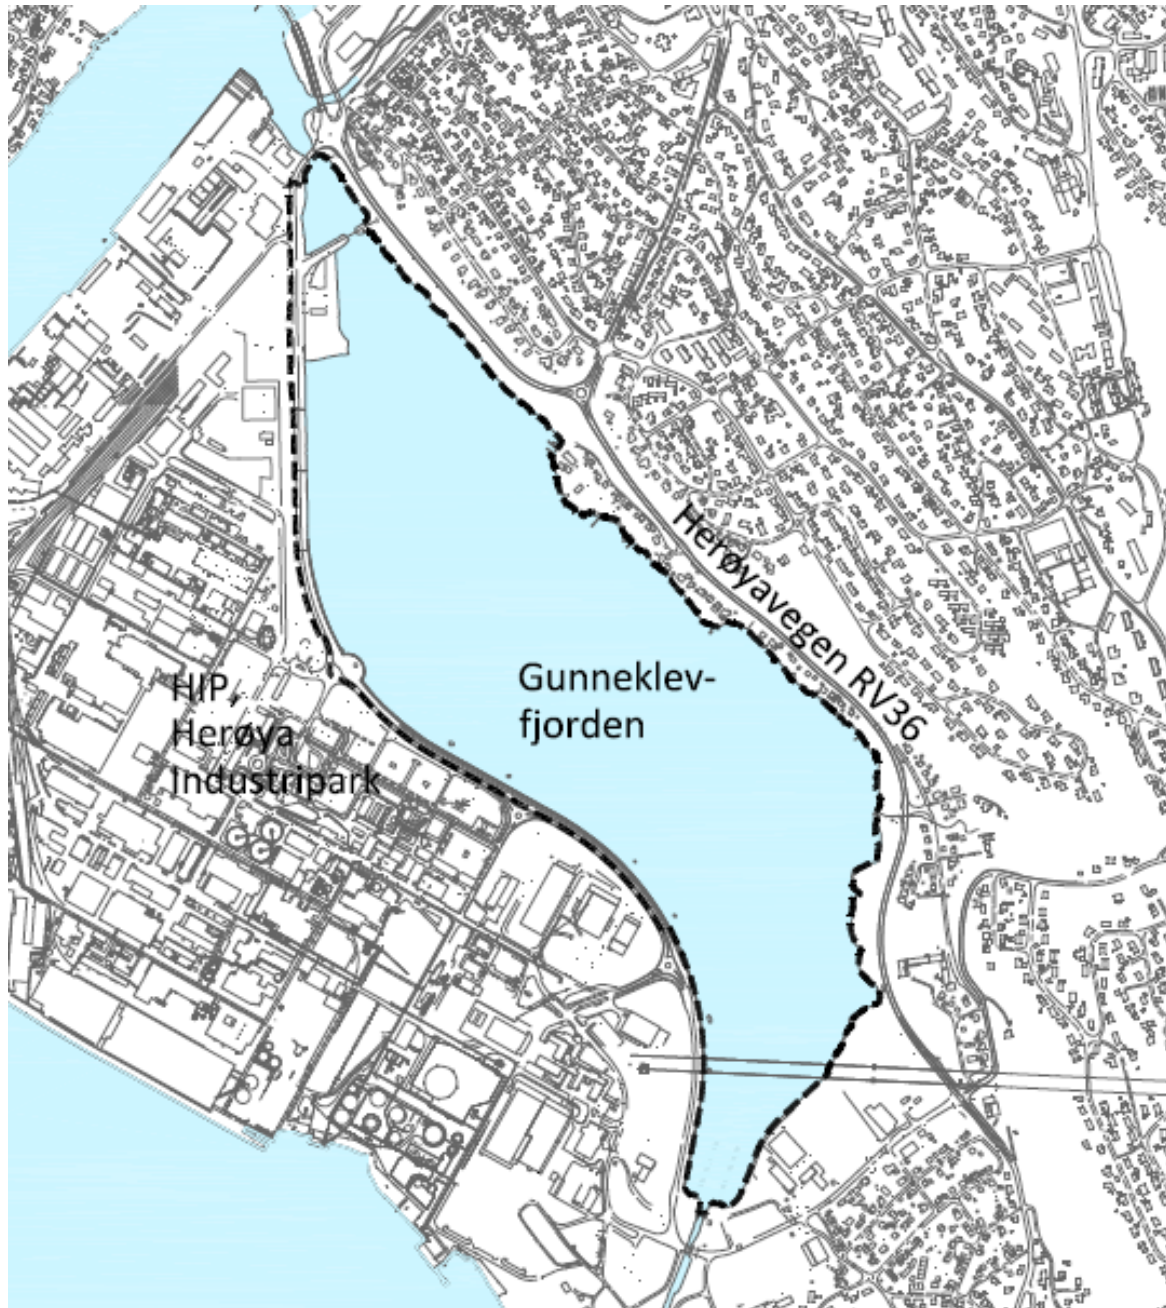 Herøyavegen RV36
Gunneklev-
fjorden
HIP,
Herøya
Industripark